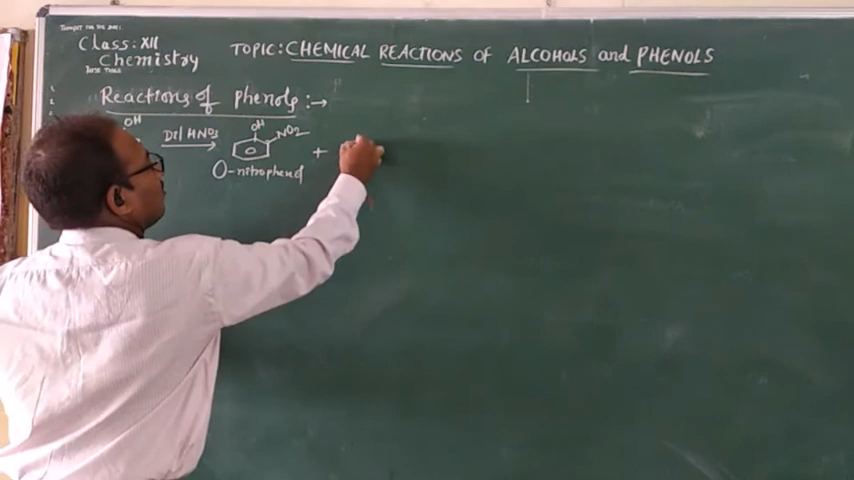 Class: XII
Chemistry
TOPIC: CHEMICAL REACTIONS OF ALCOHOLS and PHENOLS
Reactions of phenols :→
OH
Dil HNO3 →
OH
NO2
+
O-nitrophenol